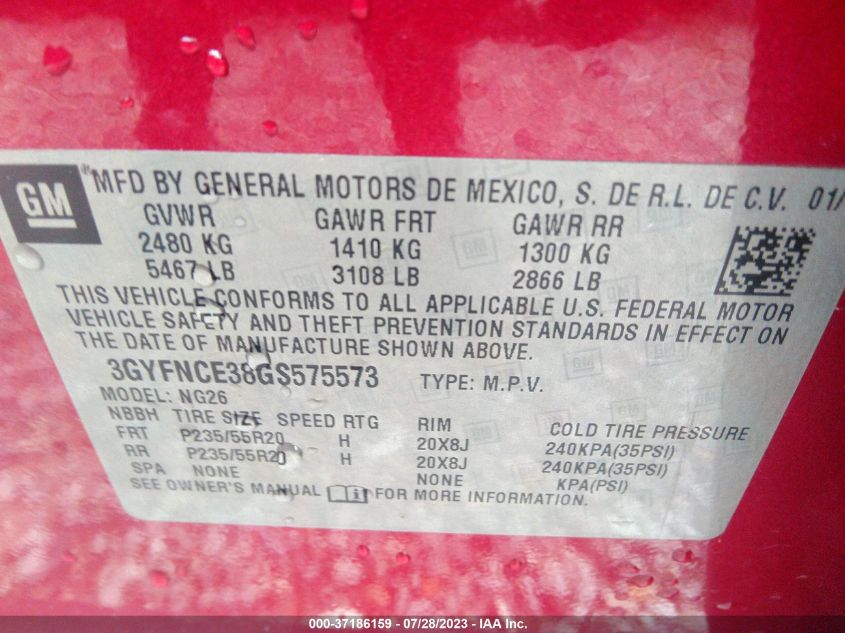 GM ® MFD BY GENERAL MOTORS DE MEXICO, S. DE R.L. DE C.V. 01/
GVWR GAWR FRT GAWR RR
2480 KG 1410 KG 1300 KG
5467 LB 3108 LB 2866 LB
THIS VEHICLE CONFORMS TO ALL APPLICABLE U.S. FEDERAL MOTOR
VEHICLE SAFETY AND THEFT PREVENTION STANDARDS IN EFFECT ON
THE DATE OF MANUFACTURE SHOWN ABOVE.
3GYFNCE38GS575573 TYPE: M.P.V.
MODEL: NG26
NBBH TIRE SIZE SPEED RTG RIM COLD TIRE PRESSURE
FRT P235/55R20 H 20X8J 240KPA(35PSI)
RR P235/55R20 H 20X8J 240KPA(35PSI)
SPA NONE NONE KPA(PSI)
SEE OWNER'S MANUAL FOR MORE INFORMATION.
000-37186159 — 07/28/2023 — IAA Inc.